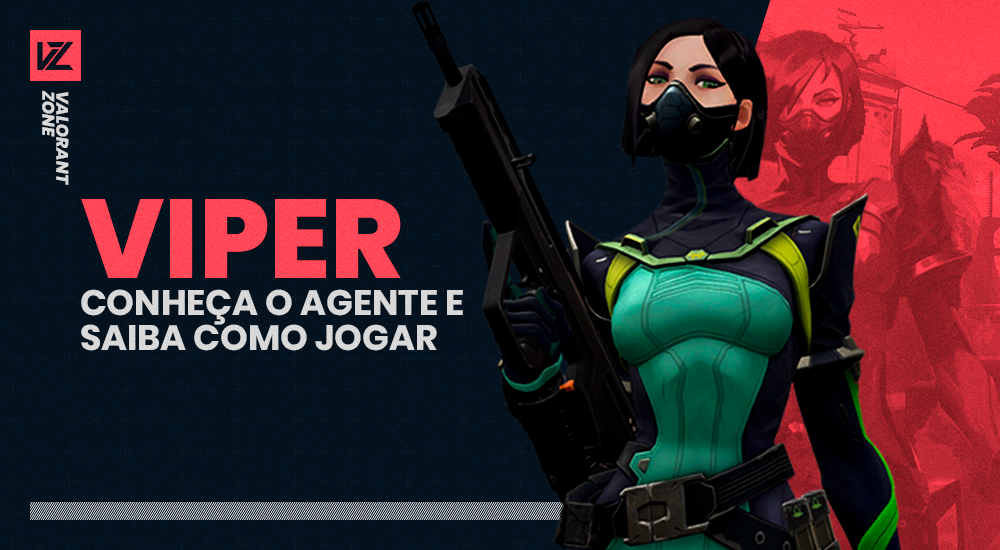 VZ
VALORANT
ZONE
VIPER
CONHEÇA O AGENTE E
SAIBA COMO JOGAR